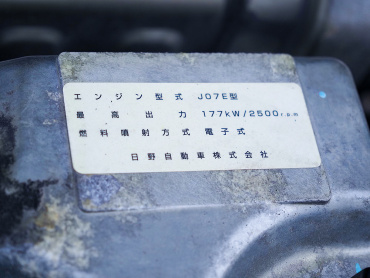 エンジン型式 J07E型
最高出力 177kW/2500r.p.m
燃料噴射方式 電子式
日野自動車株式会社